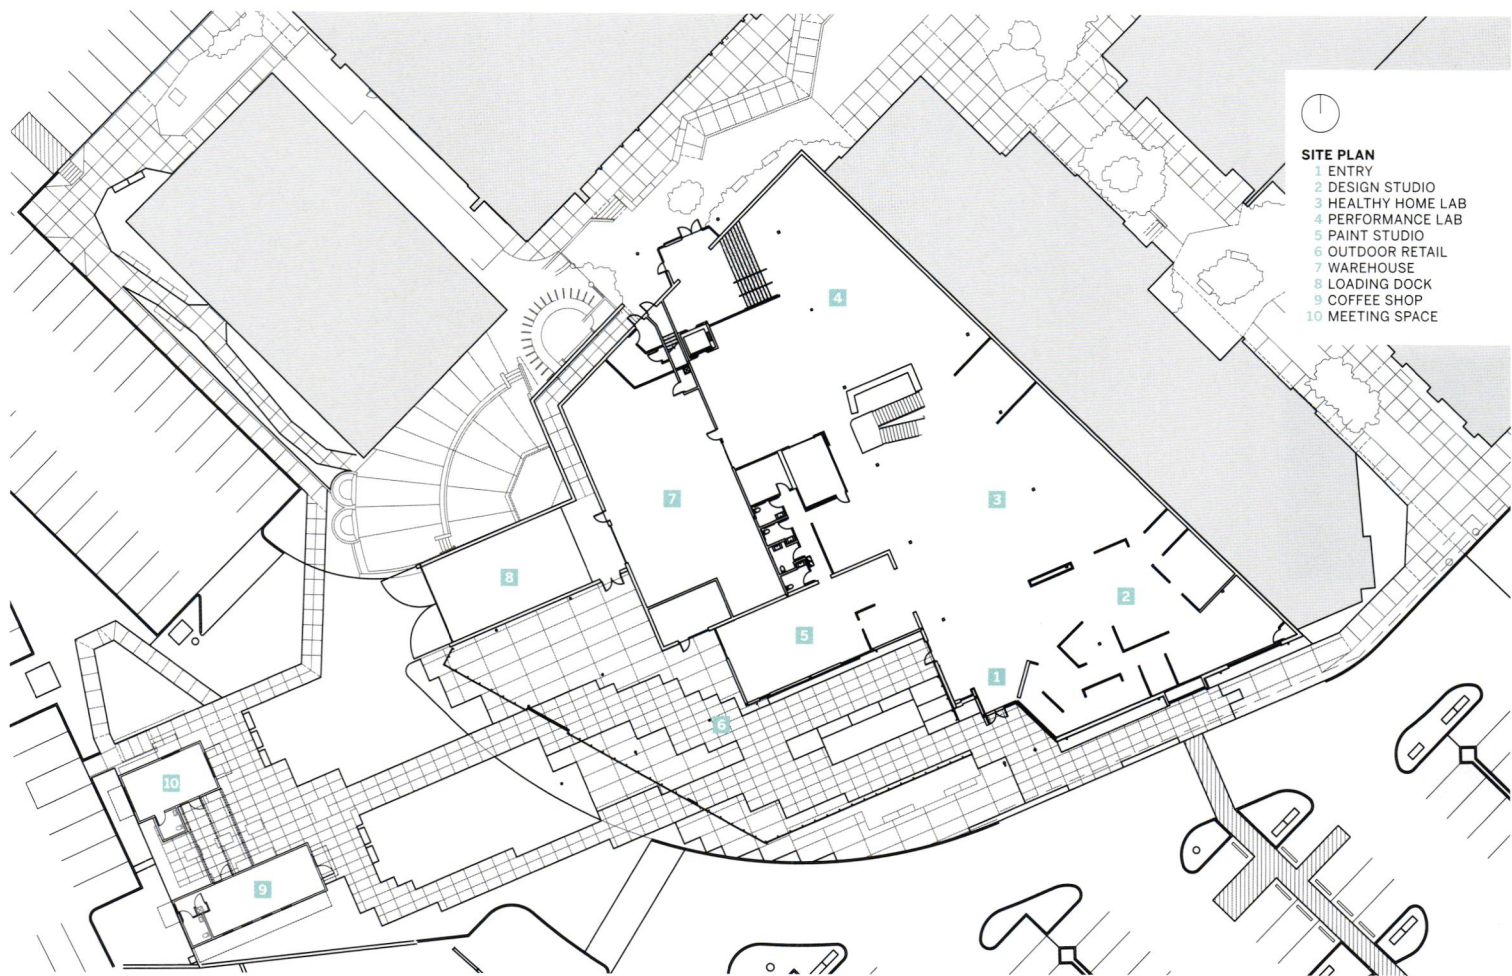 SITE PLAN
1 ENTRY
2 DESIGN STUDIO
3 HEALTHY HOME LAB
4 PERFORMANCE LAB
5 PAINT STUDIO
6 OUTDOOR RETAIL
7 WAREHOUSE
8 LOADING DOCK
9 COFFEE SHOP
10 MEETING SPACE
4
7
3
8
2
5
1
6
10
9